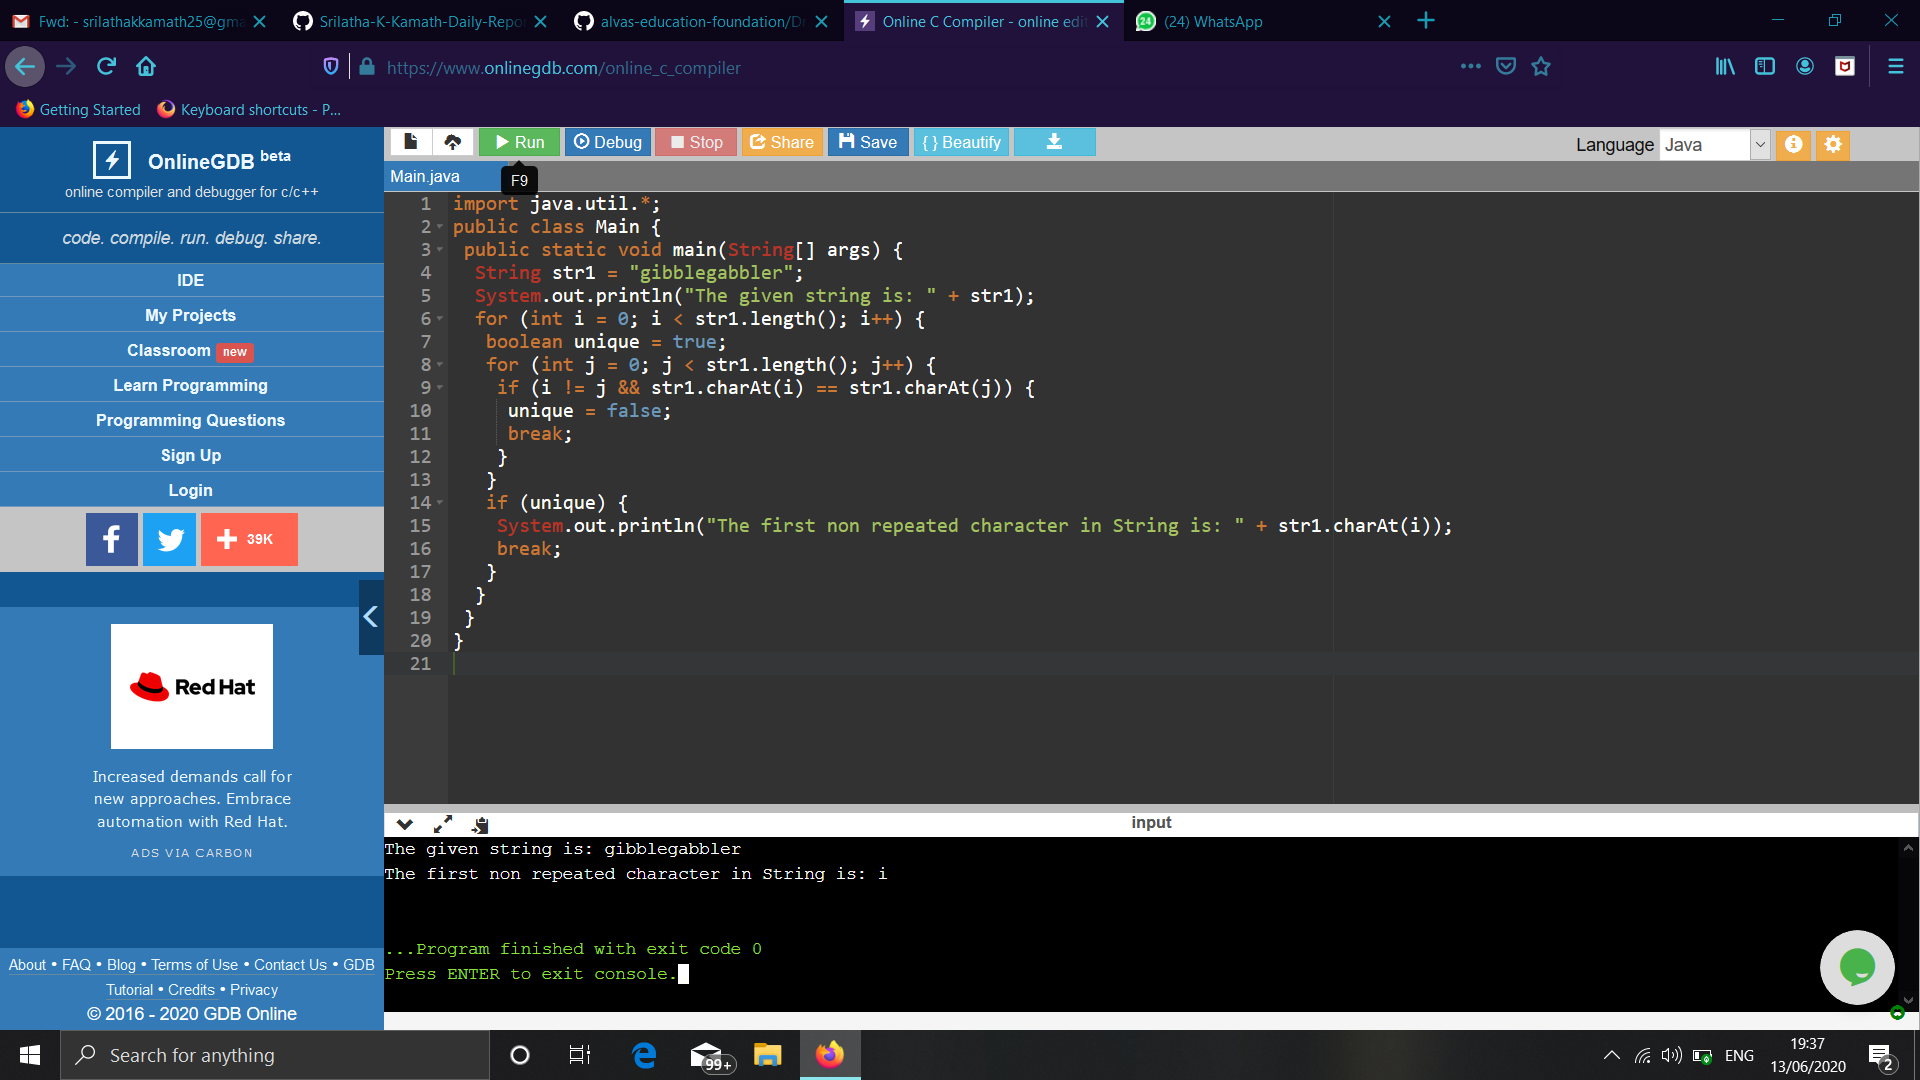 Fwd: - srilathakkamath25@gma
Srilatha-K-Kamath-Daily-Repo
alvas-education-foundation/Dr
Online C Compiler - online edit
(24) WhatsApp
https://www.onlinegdb.com/online_c_compiler
Getting Started
Keyboard shortcuts - P...
OnlineGDB beta
online compiler and debugger for c/c++
code. compile. run. debug. share.
IDE
My Projects
Classroom new
Learn Programming
Programming Questions
Sign Up
Login
39K
Red Hat
Increased demands call for
new approaches. Embrace
automation with Red Hat.
ADS VIA CARBON
About • FAQ • Blog • Terms of Use • Contact Us • GDB
Tutorial • Credits • Privacy
© 2016 - 2020 GDB Online
Run Debug Stop Share Save { } Beautify
Language Java
Main.java
F9
1 import java.util.*;
2 public class Main {
3 public static void main(String[] args) {
4 String str1 = "gibblegabbler";
5 System.out.println("The given string is: " + str1);
6 for (int i = 0; i < str1.length(); i++) {
7 boolean unique = true;
8 for (int j = 0; j < str1.length(); j++) {
9 if (i != j && str1.charAt(i) == str1.charAt(j)) {
10 unique = false;
11 break;
12 }
13 }
14 if (unique) {
15 System.out.println("The first non repeated character in String is: " + str1.charAt(i));
16 break;
17 }
18 }
19 }
20 }
21
input
The given string is: gibblegabbler
The first non repeated character in String is: i
...Program finished with exit code 0
Press ENTER to exit console.
Search for anything
99+
ENG
19:37
13/06/2020
2